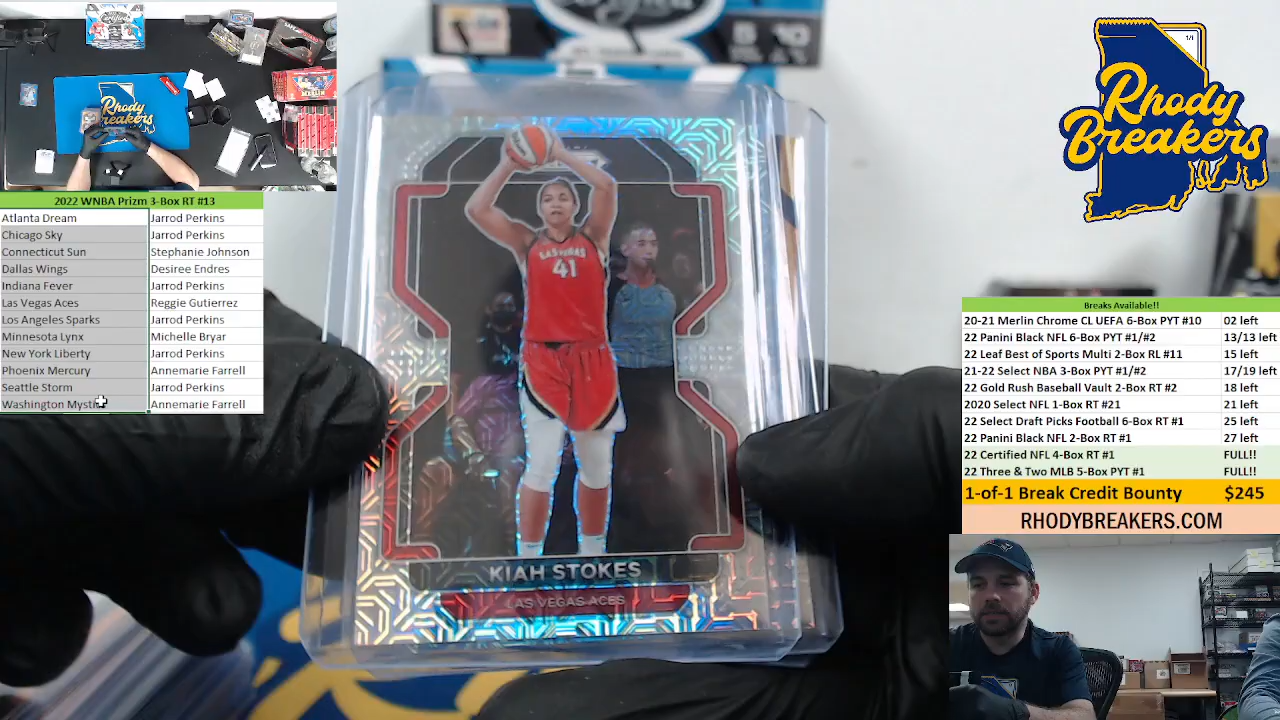 Rhody
Breakers
2022 WNBA Prizm 3-Box RT #13
Atlanta Dream Jarrod Perkins
Chicago Sky Jarrod Perkins
Connecticut Sun Stephanie Johnson
Dallas Wings Desiree Endres
Indiana Fever Jarrod Perkins
Las Vegas Aces Reggie Gutierrez
Los Angeles Sparks Jarrod Perkins
Minnesota Lynx Michelle Bryar
New York Liberty Jarrod Perkins
Phoenix Mercury Annemarie Farrell
Seattle Storm Jarrod Perkins
Washington Annemarie Farrell
LAS VEGAS
41
KIAH STOKES
LAS VEGAS ACES
1/1
Rhody
Breakers
Breaks Available!!
20-21 Merlin Chrome CL UEFA 6-Box PYT #10 02 left
22 Panini Black NFL 6-Box PYT #1/#2 13/13 left
22 Leaf Best of Sports Multi 2-Box RL #11 15 left
21-22 Select NBA 3-Box PYT #1/#2 17/19 left
22 Gold Rush Baseball Vault 2-Box RT #2 18 left
2020 Select NFL 1-Box RT #21 21 left
22 Select Draft Picks Football 6-Box RT #1 25 left
22 Panini Black NFL 2-Box RT #1 27 left
22 Certified NFL 4-Box RT #1 FULL!!
22 Three & Two MLB 5-Box PYT #1 FULL!!
1-of-1 Break Credit Bounty $245
RHODYBREAKERS.COM